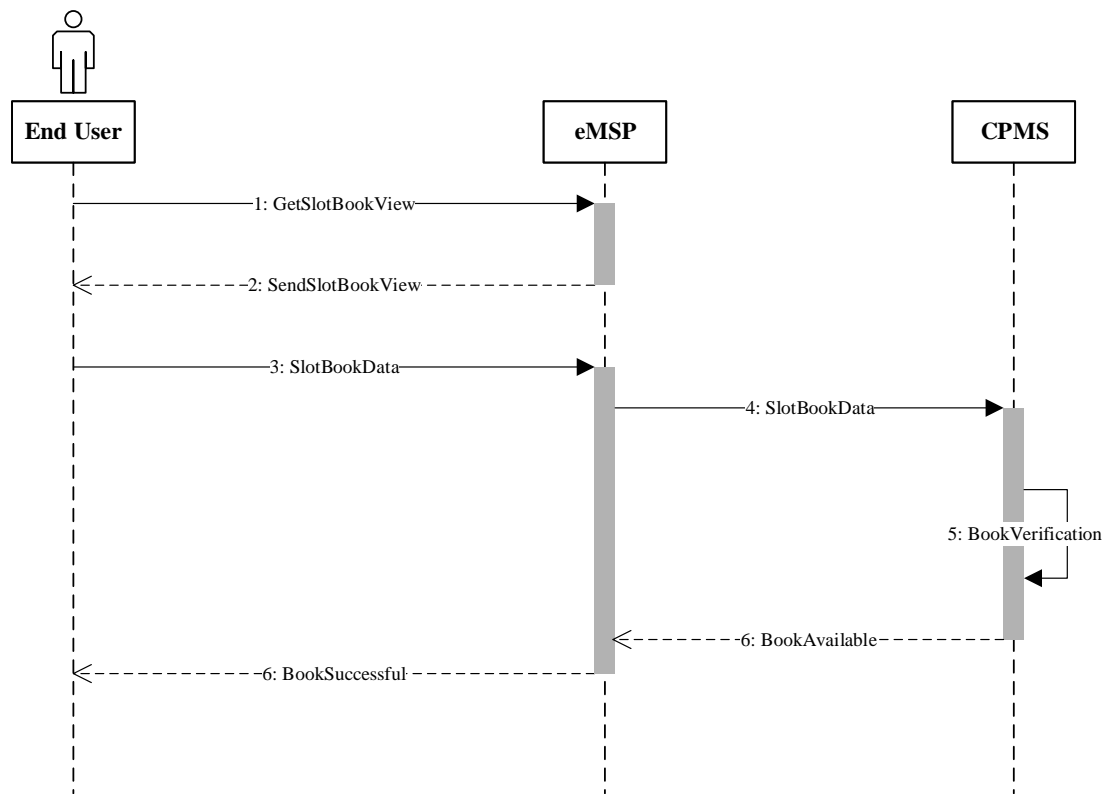 End User
eMSP
CPMS
1: GetSlotBookView
2: SendSlotBookView
3: SlotBookData
4: SlotBookData
5: BookVerification
6: BookAvailable
6: BookSuccessful